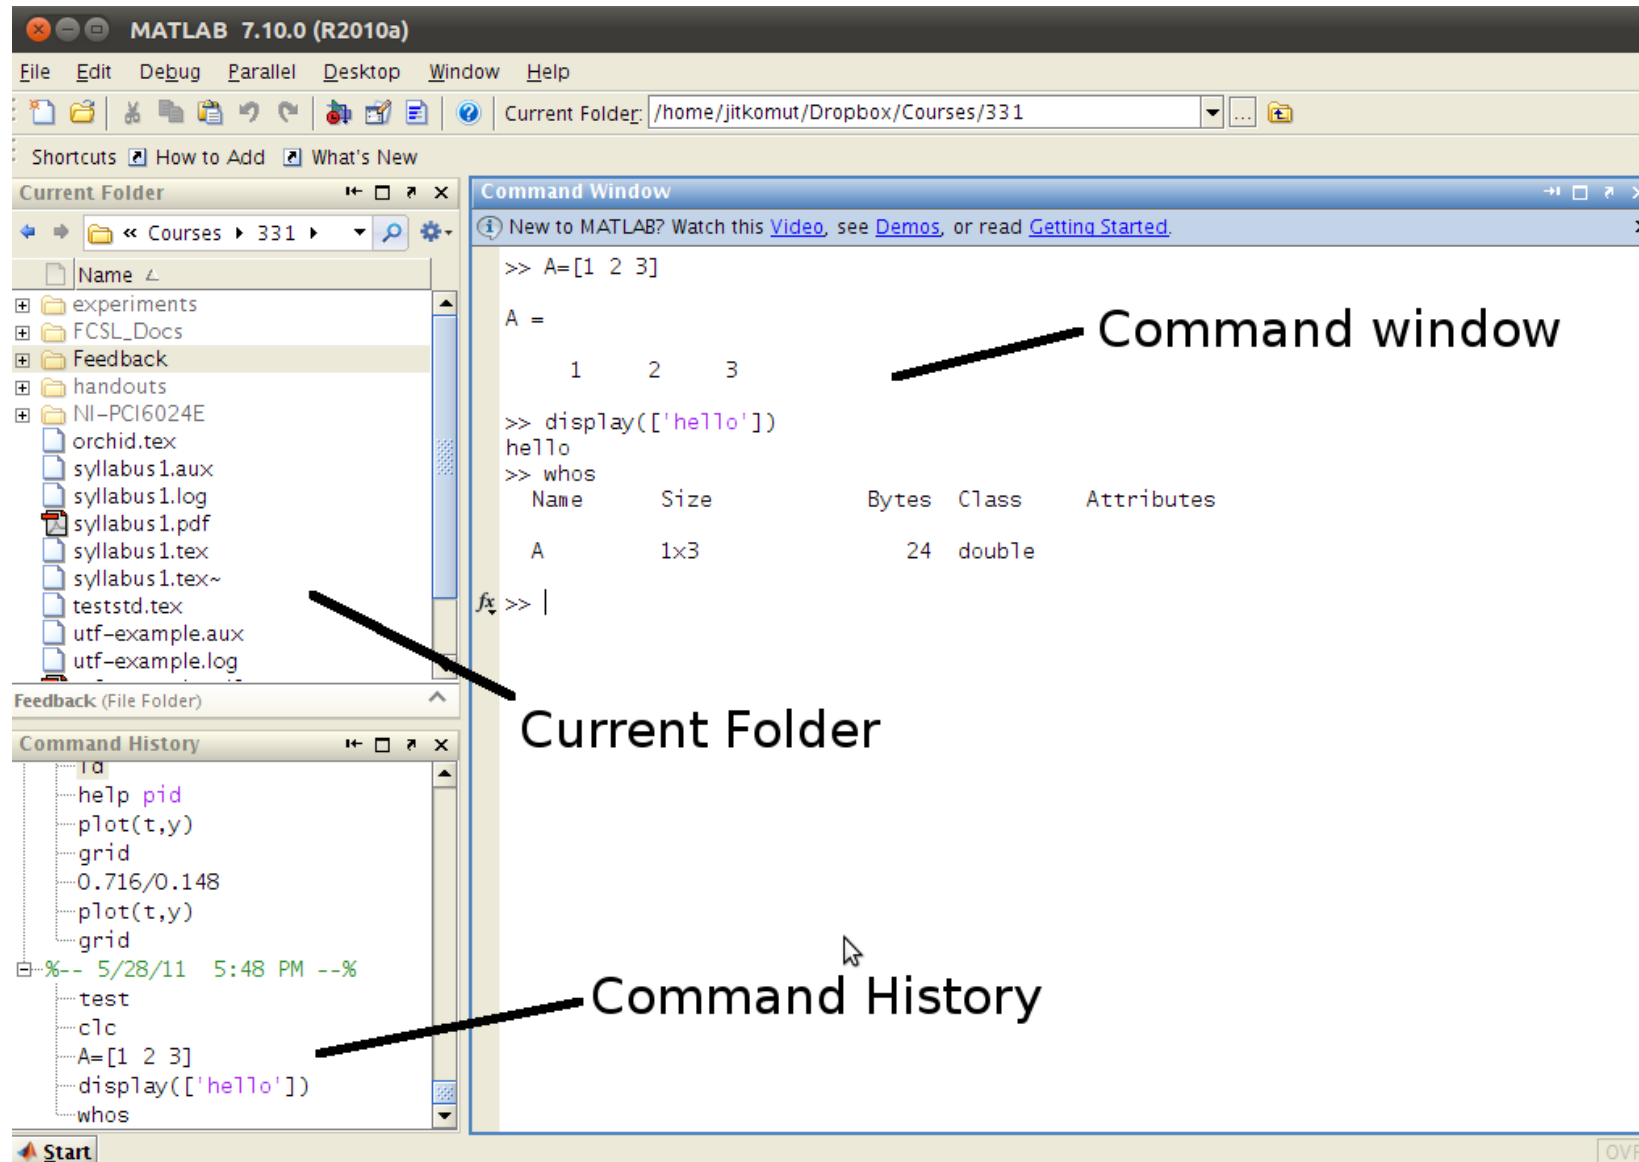 MATLAB 7.10.0 (R2010a)
File Edit Debug Parallel Desktop Window Help
Current Folder: /home/jitkomut/Dropbox/Courses/331
Shortcuts How to Add What's New
Current Folder
« Courses 331
Name
experiments
FCSL_Docs
Feedback
handouts
NI-PCI6024E
orchid.tex
syllabus1.aux
syllabus1.log
syllabus1.pdf
syllabus1.tex
syllabus1.tex~
teststd.tex
utf-example.aux
utf-example.log
Feedback (File Folder)
Command History
help pid
plot(t,y)
grid
0.716/0.148
plot(t,y)
grid
%-- 5/28/11 5:48 PM --%
test
clc
A=[1 2 3]
display(['hello'])
whos
Command Window
New to MATLAB? Watch this Video, see Demos, or read Getting Started.
>> A=[1 2 3]
A =
1 2 3
>> display(['hello'])
hello
>> whos
Name Size Bytes Class Attributes
A 1x3 24 double
fx >>
Command window
Current Folder
Command History
Start